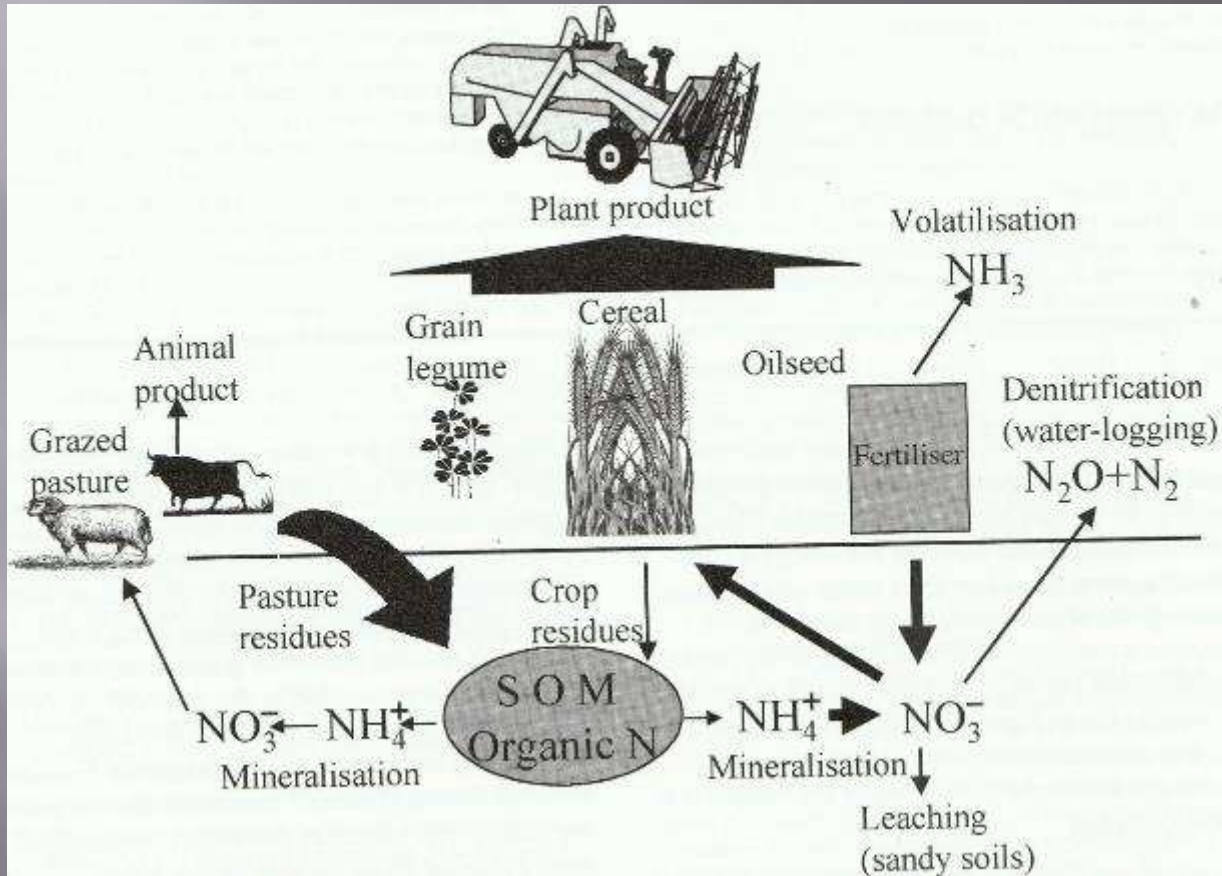 Plant product
Volatilisation
NH₃
Grain
legume
Cereal
Oilseed
Animal
product
Grazed
pasture
Fertiliser
Denitrification
(water-logging)
N₂O+N₂
Pasture
residues
Crop
residues
S O M
Organic N
NO₃⁻
NH₄⁺
Mineralisation
NH₄⁺
Mineralisation
NO₃⁻
Leaching
(sandy soils)